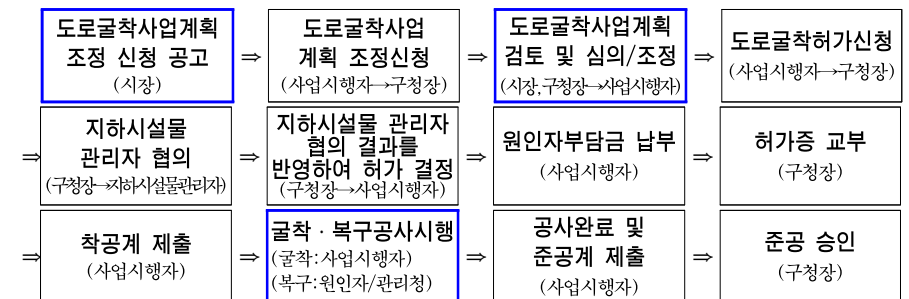 도로굴착사업계획
조정 신청 공고
(시장)
⇒
도로굴착사업
계획 조정신청
(사업시행자→구청장)
⇒
도로굴착사업계획
검토 및 심의/조정
(시장,구청장→사업시행자)
⇒
도로굴착허가신청
(사업시행자→구청장)
⇒
지하시설물
관리자 협의
(구청장→지하시설물관리자)
⇒
지하시설물 관리자
협의 결과를
반영하여 허가 결정
(구청장→사업시행자)
⇒
원인자부담금 납부
(사업시행자)
⇒
허가증 교부
(구청장)
⇒
착공계 제출
(사업시행자)
⇒
굴착·복구공사시행
(굴착:사업시행자)
(복구:원인자/관리청)
⇒
공사완료 및
준공계 제출
(사업시행자)
⇒
준공 승인
(구청장)